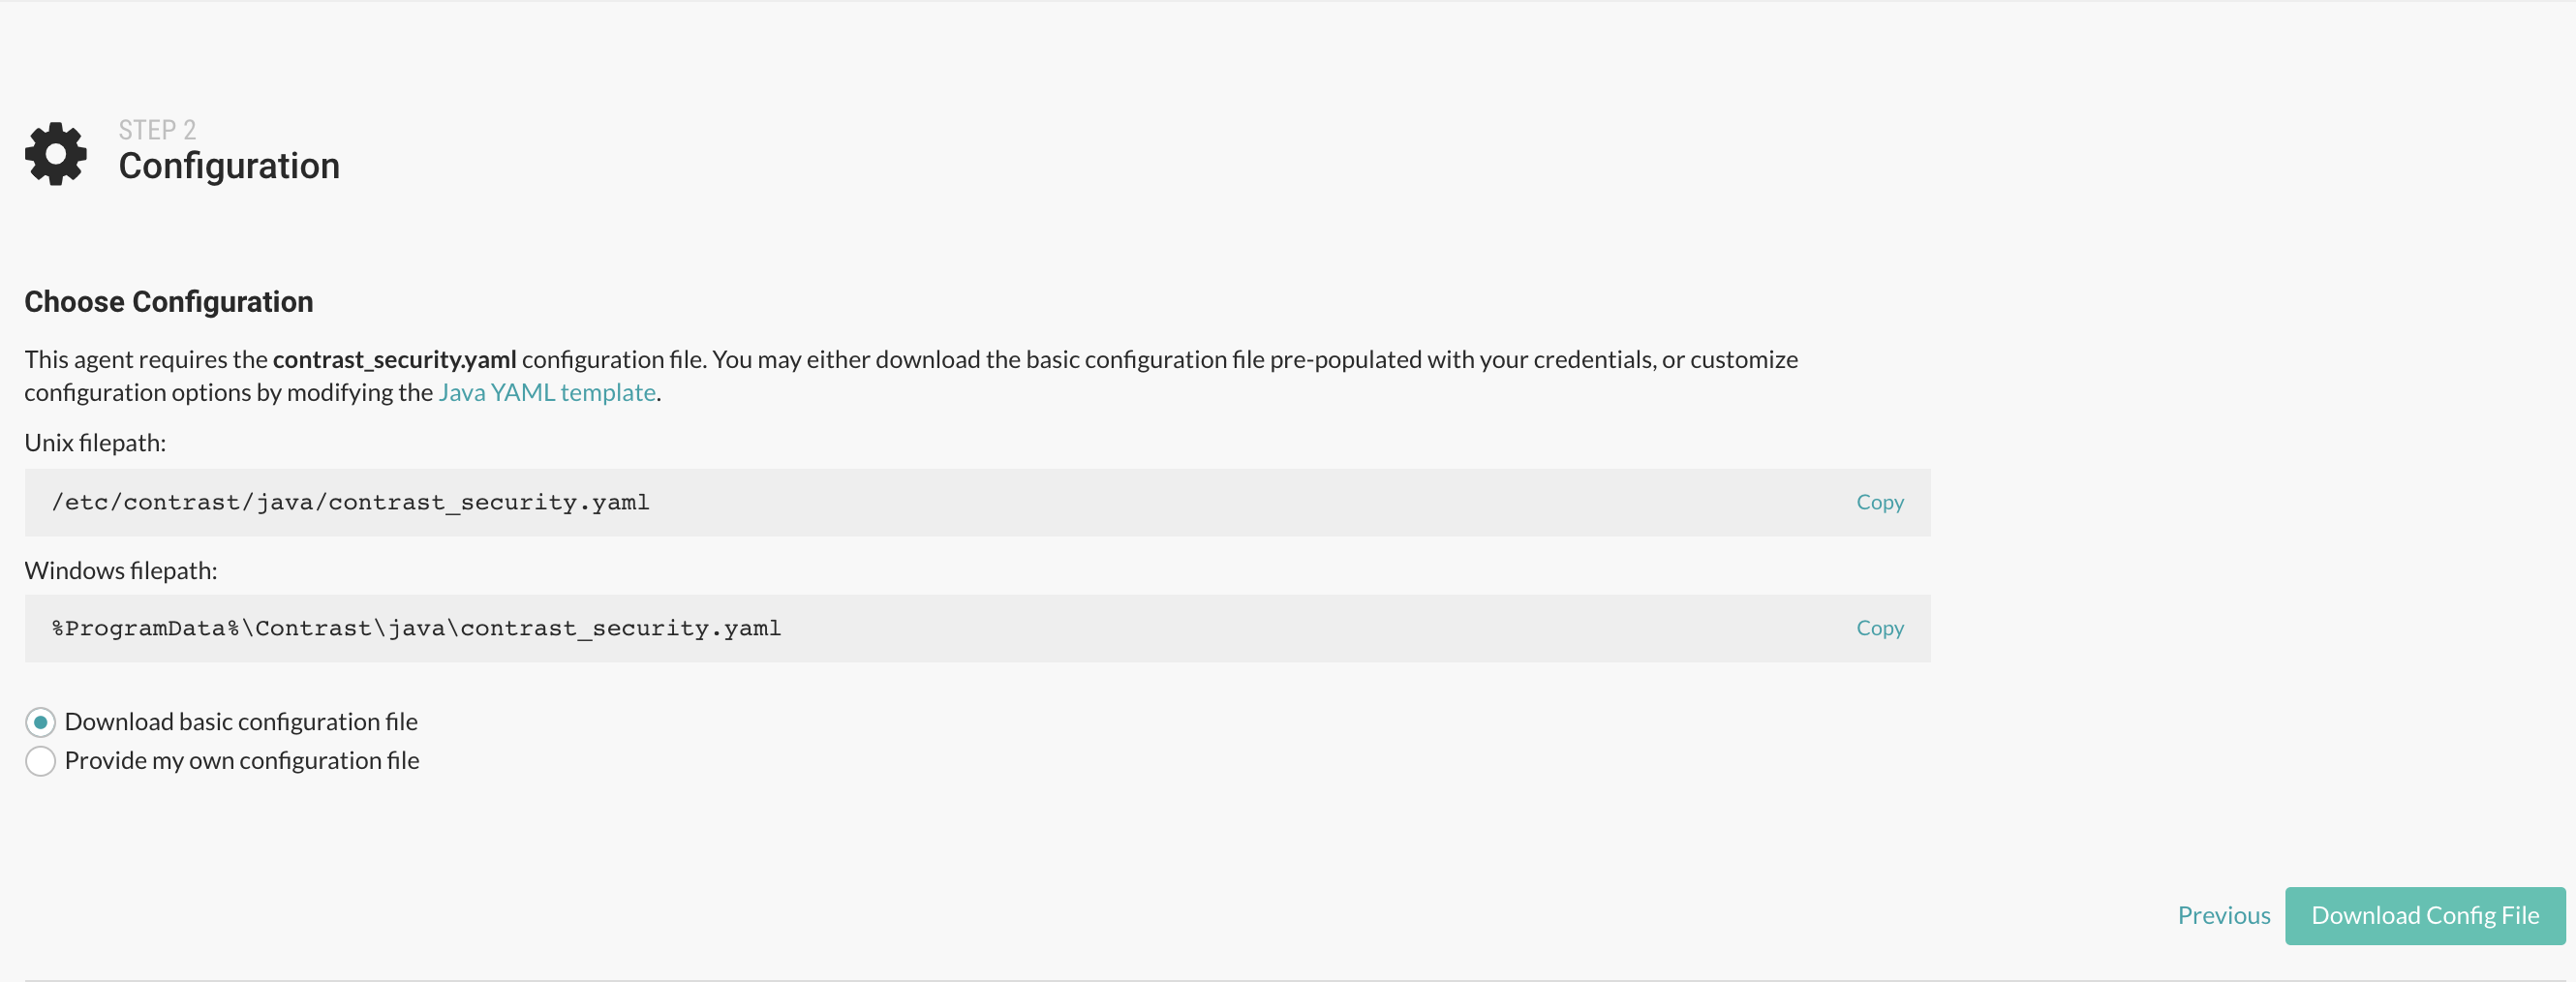 STEP 2
Configuration
Choose Configuration
This agent requires the contrast_security.yaml configuration file. You may either download the basic configuration file pre-populated with your credentials, or customize
configuration options by modifying the Java YAML template.
Unix filepath:
/etc/contrast/java/contrast_security.yaml Copy
Windows filepath:
%ProgramData%\Contrast\java\contrast_security.yaml Copy
Download basic configuration file
Provide my own configuration file
Previous Download Config File